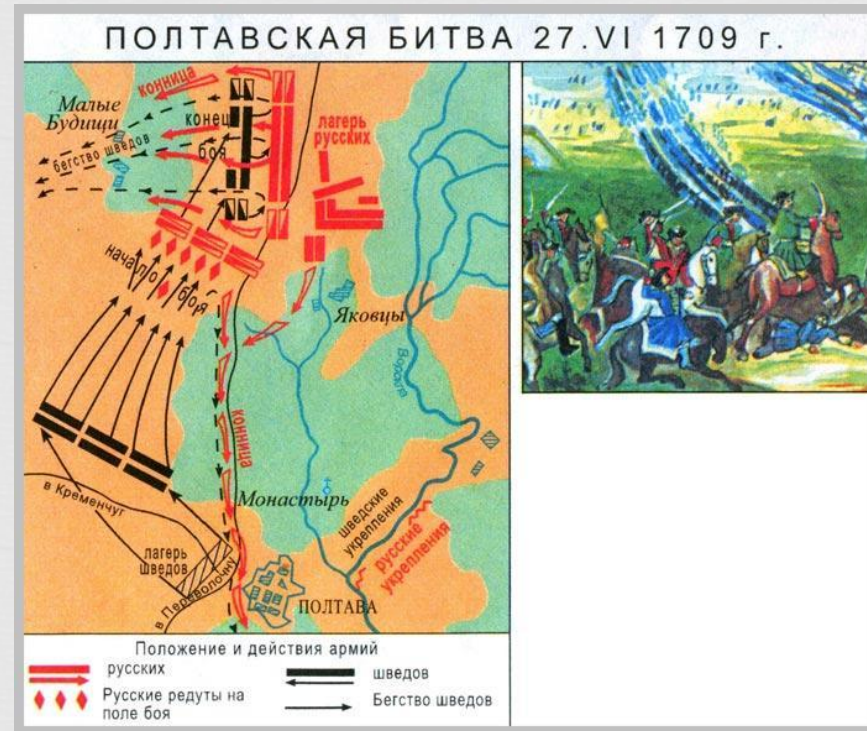 ПОЛТАВСКАЯ БИТВА 27.VI 1709 г.
конница
Малые
Будищи
конец
боя
бегство шведов
лагерь
русских
начало боя
Яковцы
Ворскла
конница
в Кременчуг
Монастырь
шведские
укрепления
русские
укрепления
лагерь
шведов
в Переволочну
ПОЛТАВА
Положение и действия армий
русских
шведов
Русские редуты на
поле боя
Бегство шведов